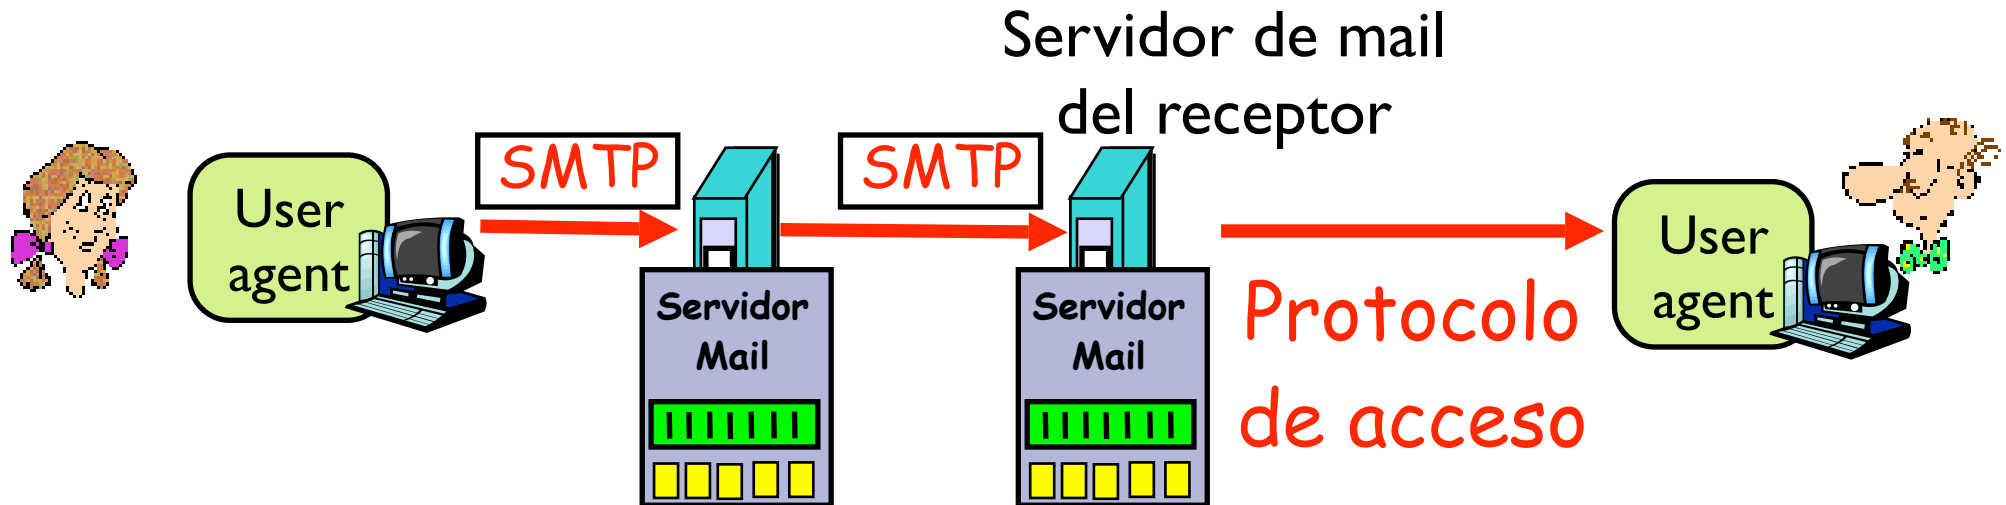 Servidor de mail
del receptor
SMTP
SMTP
User
agent
Servidor
Mail
Servidor
Mail
Protocolo
de acceso
User
agent